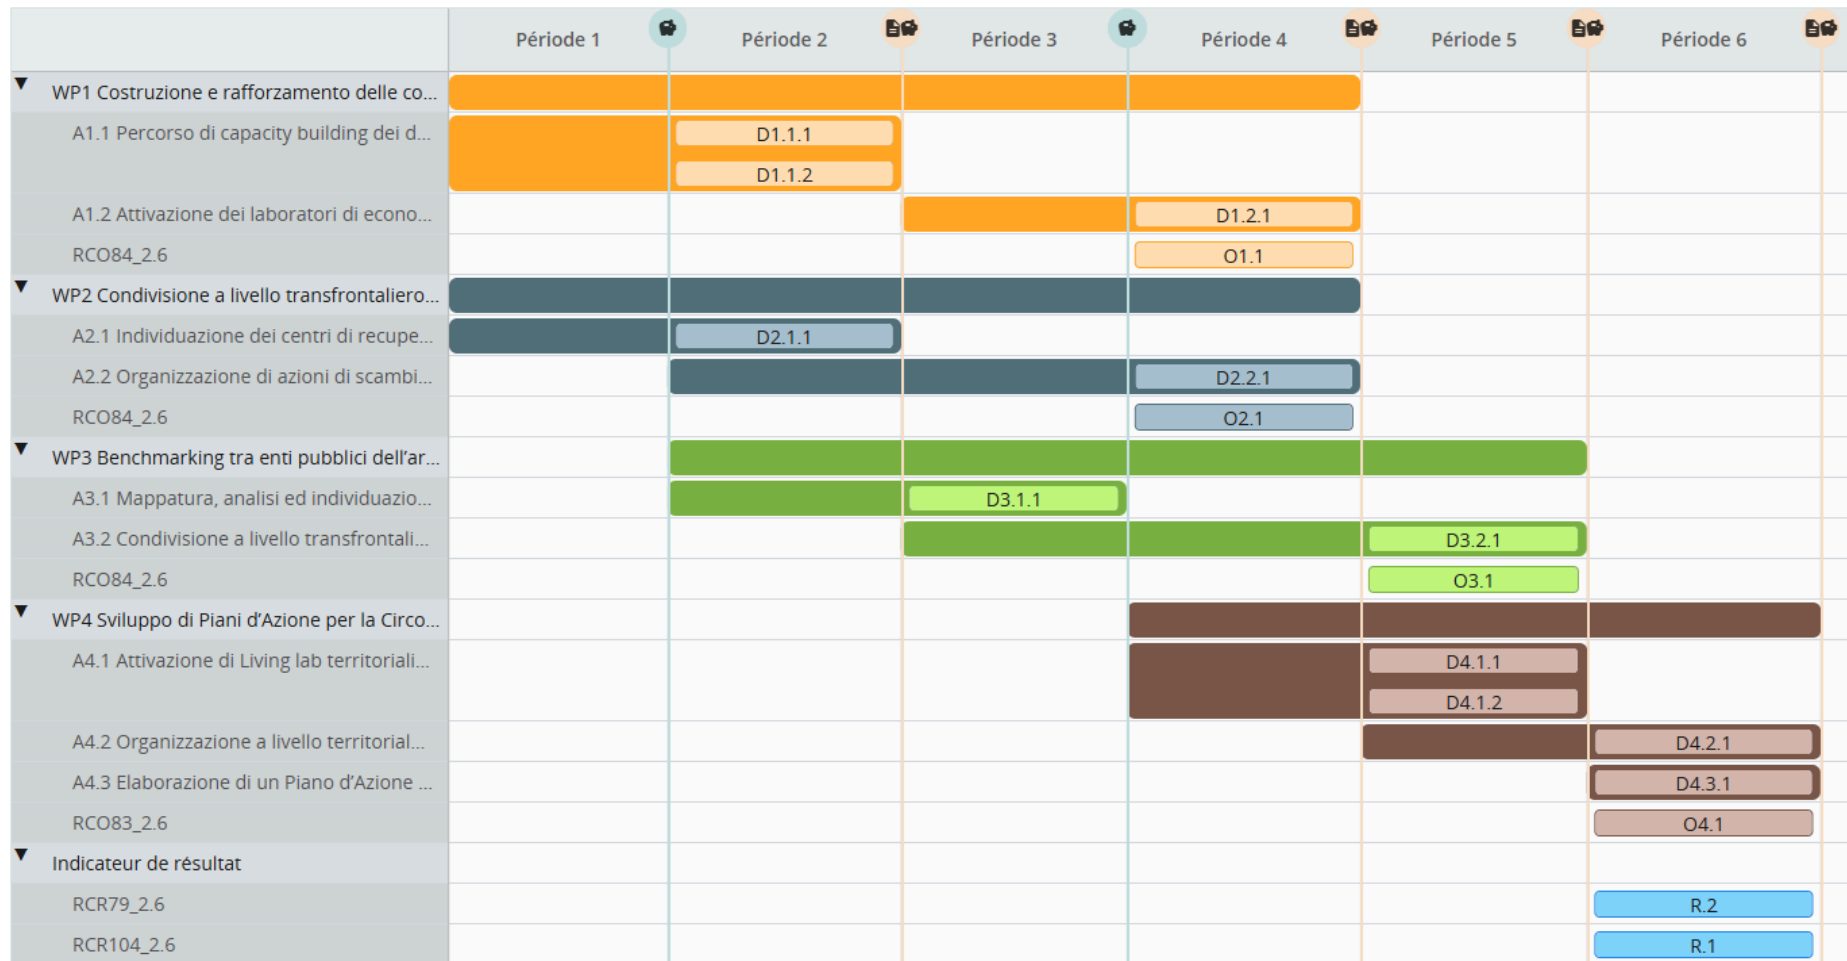 Période 1
Période 2
Période 3
Période 4
Période 5
Période 6
WP1 Costruzione e rafforzamento delle co...
A1.1 Percorso di capacity building dei d...
D1.1.1
D1.1.2
A1.2 Attivazione dei laboratori di econo...
D1.2.1
RCO84_2.6
O1.1
WP2 Condivisione a livello transfrontaliero...
A2.1 Individuazione dei centri di recupe...
D2.1.1
A2.2 Organizzazione di azioni di scambi...
D2.2.1
RCO84_2.6
O2.1
WP3 Benchmarking tra enti pubblici dell’ar...
A3.1 Mappatura, analisi ed individuazio...
D3.1.1
A3.2 Condivisione a livello transfrontali...
D3.2.1
RCO84_2.6
O3.1
WP4 Sviluppo di Piani d’Azione per la Circo...
A4.1 Attivazione di Living lab territoriali...
D4.1.1
D4.1.2
A4.2 Organizzazione a livello territorial...
D4.2.1
A4.3 Elaborazione di un Piano d’Azione ...
D4.3.1
RCO83_2.6
O4.1
Indicateur de résultat
RCR79_2.6
R.2
RCR104_2.6
R.1